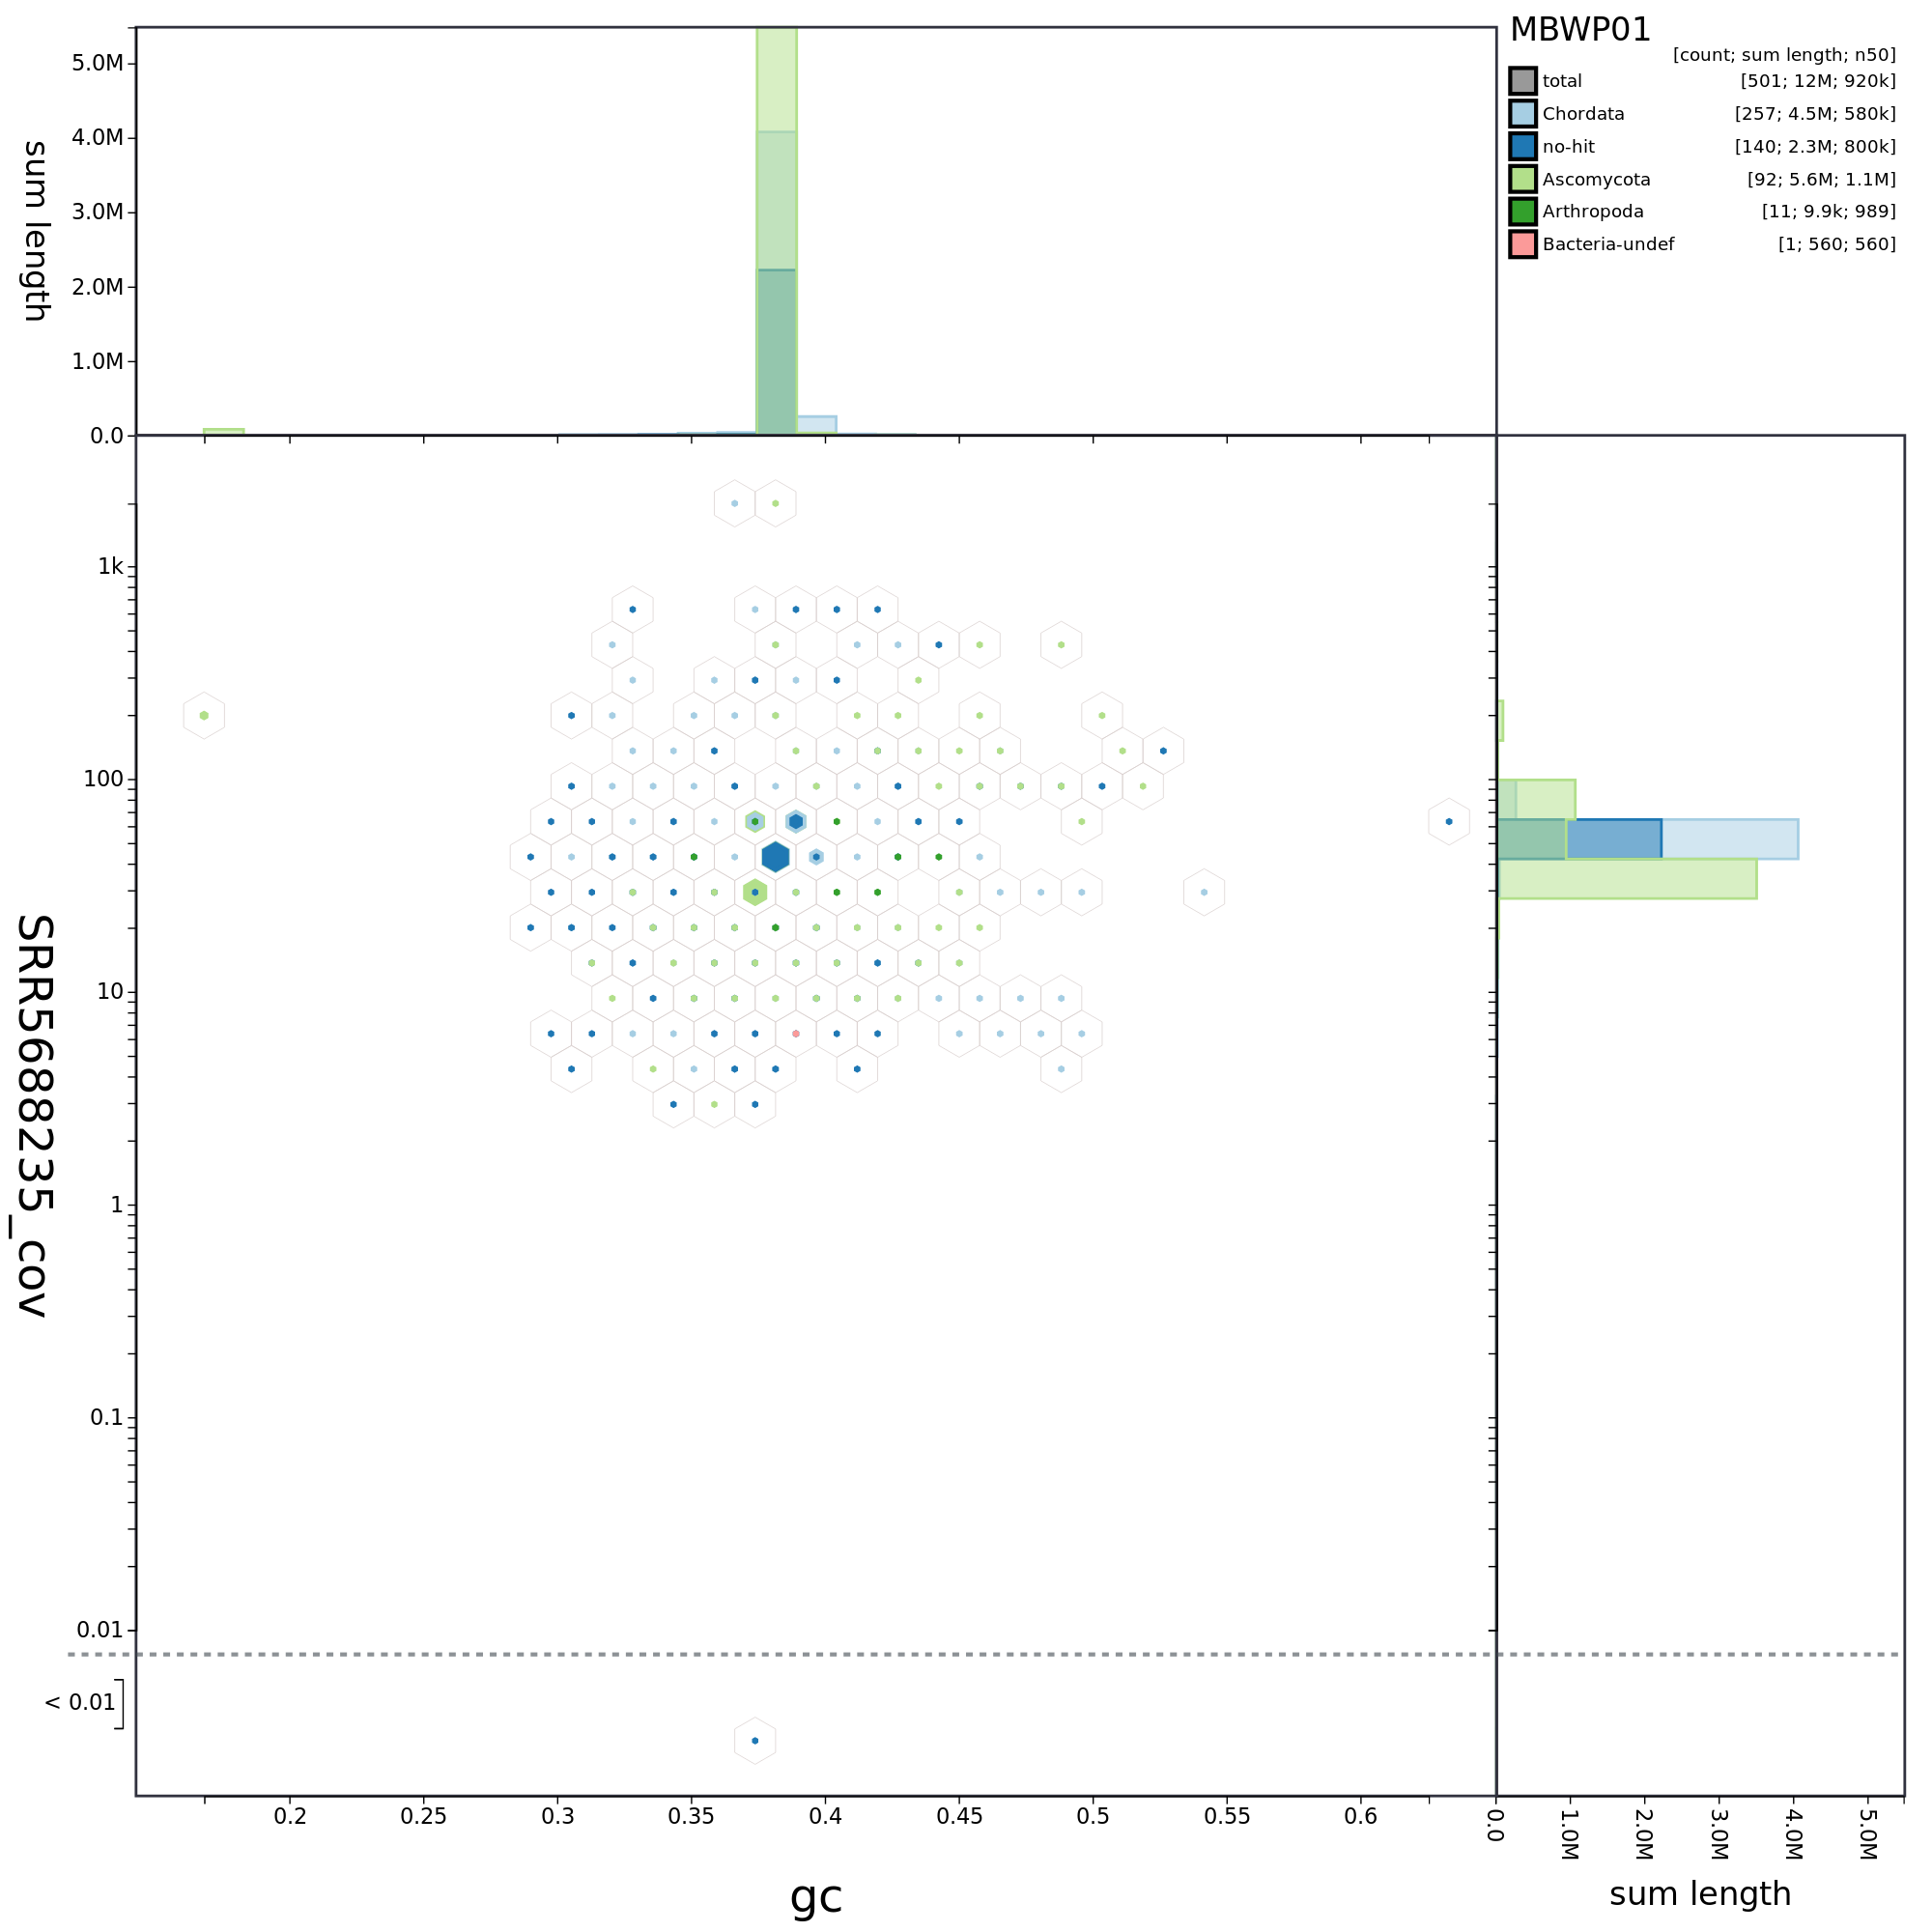 MBWP01
[count; sum length; n50]
total [501; 12M; 920k]
Chordata [257; 4.5M; 580k]
no-hit [140; 2.3M; 800k]
Ascomycota [92; 5.6M; 1.1M]
Arthropoda [11; 9.9k; 989]
Bacteria-undef [1; 560; 560]
sum length
5.0M
4.0M
3.0M
2.0M
1.0M
0.0
SRR5688235_cov
1k
100
10
1
0.1
0.01
< 0.01
0.2 0.25 0.3 0.35 0.4 0.45 0.5 0.55 0.6
gc
0.0 1.0M 2.0M 3.0M 4.0M 5.0M
sum length